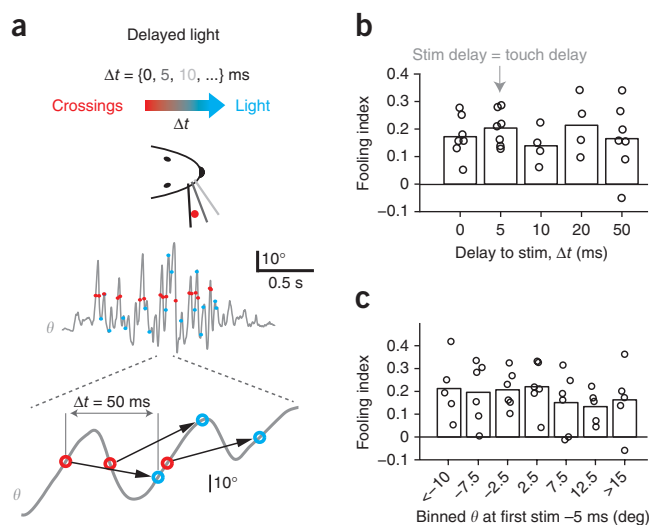 a
Delayed light
Δt = {0, 5, 10, ...} ms
Crossings
Light
Δt
10°
0.5 s
θ
Δt = 50 ms
θ
10°
b
Stim delay = touch delay
Fooling index
0.4
0.3
0.2
0.1
0
–0.1
0 5 10 20 50
Delay to stim, Δt (ms)
c
Fooling index
0.4
0.3
0.2
0.1
0
–0.1
<–10 –7.5 –2.5 2.5 7.5 12.5 >15
Binned θ at first stim –5 ms (deg)